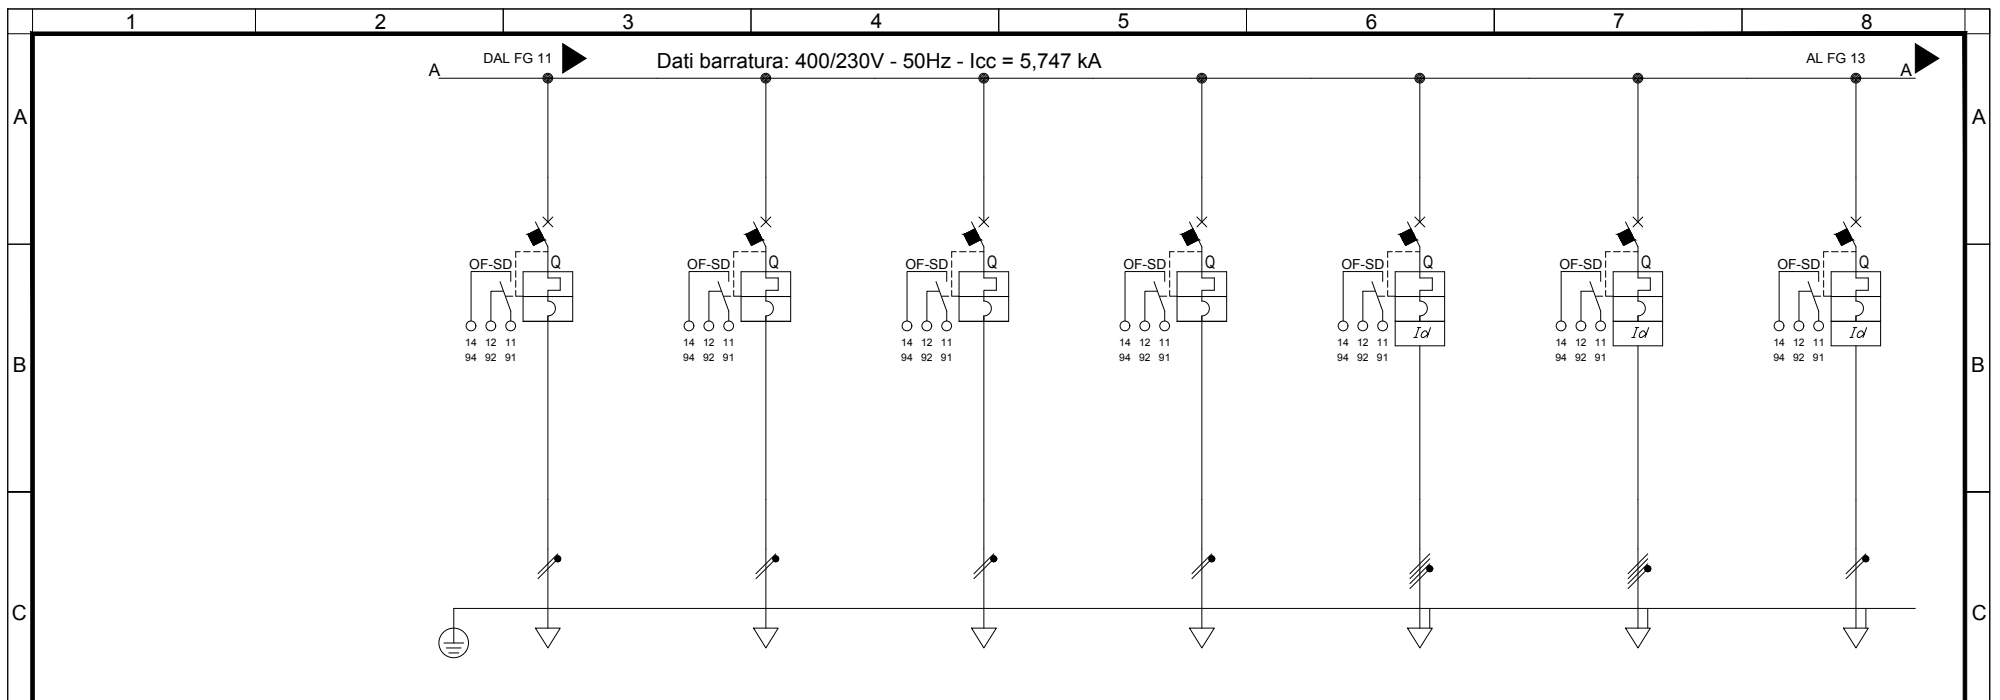 1 2 3 4 5 6 7 8
DAL FG 11 Dati barratura: 400/230V - 50Hz - Icc = 5,747 kA AL FG 13
A A
A A
OF-SD Q OF-SD Q OF-SD Q OF-SD Q OF-SD Q OF-SD Q OF-SD Q
Id Id Id
14 12 11 14 12 11 14 12 11 14 12 11 14 12 11 14 12 11 14 12 11
94 92 91 94 92 91 94 92 91 94 92 91 94 92 91 94 92 91 94 92 91
B B
C C